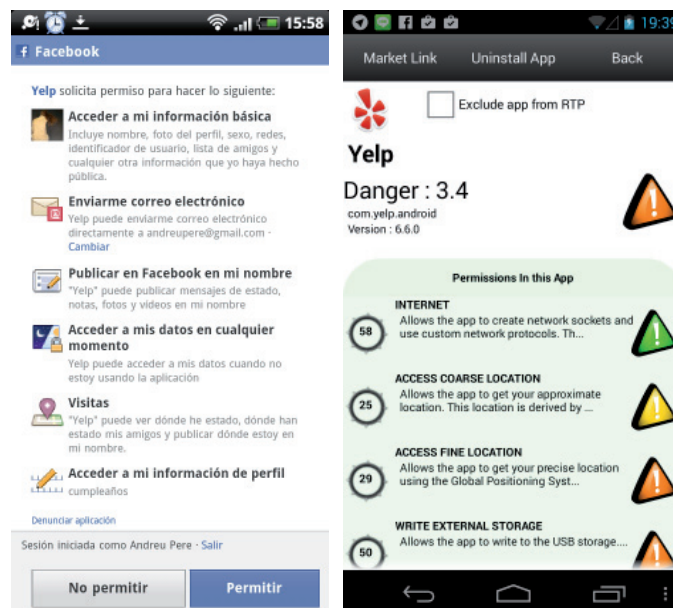 15:58
Facebook
Yelp solicita permiso para hacer lo siguiente:
Acceder a mi información básica
Incluye nombre, foto del perfil, sexo, redes,
identificador de usuario, lista de amigos y
cualquier otra información que yo haya hecho
pública.
Enviarme correo electrónico
Yelp puede enviarme correo electrónico
directamente a andreupere@gmail.com ·
Cambiar
Publicar en Facebook en mi nombre
"Yelp" puede publicar mensajes de estado,
notas, fotos y vídeos en mi nombre
Acceder a mis datos en cualquier
momento
Yelp puede acceder a mis datos cuando no
estoy usando la aplicación
Visitas
"Yelp" puede ver dónde he estado, dónde han
estado mis amigos y publicar dónde estoy en
mi nombre.
Acceder a mi información de perfil
cumpleaños
Denunciar aplicación
Sesión iniciada como Andreu Pere · Salir
No permitir
Permitir
19:39
Market Link
Uninstall App
Back
Exclude app from RTP
Yelp
Danger : 3.4
com.yelp.android
Version : 6.6.0
Permissions In this App
INTERNET
58
Allows the app to create network sockets and
use custom network protocols. Th...
ACCESS COARSE LOCATION
25
Allows the app to get your approximate
location. This location is derived by ...
ACCESS FINE LOCATION
29
Allows the app to get your precise location
using the Global Positioning Syst...
WRITE EXTERNAL STORAGE
50
Allows the app to write to the USB storage....